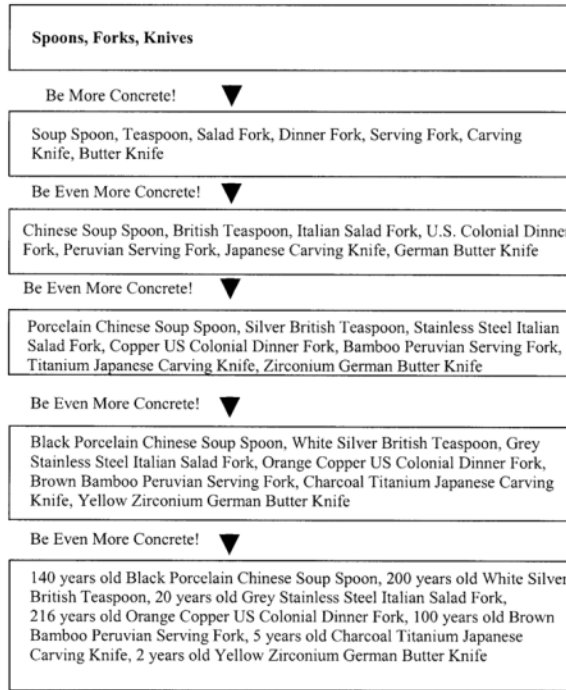 Spoons, Forks, Knives
Be More Concrete!
Soup Spoon, Teaspoon, Salad Fork, Dinner Fork, Serving Fork, Carving
Knife, Butter Knife
Be Even More Concrete!
Chinese Soup Spoon, British Teaspoon, Italian Salad Fork, U.S. Colonial Dinner
Fork, Peruvian Serving Fork, Japanese Carving Knife, German Butter Knife
Be Even More Concrete!
Porcelain Chinese Soup Spoon, Silver British Teaspoon, Stainless Steel Italian
Salad Fork, Copper US Colonial Dinner Fork, Bamboo Peruvian Serving Fork,
Titanium Japanese Carving Knife, Zirconium German Butter Knife
Be Even More Concrete!
Black Porcelain Chinese Soup Spoon, White Silver British Teaspoon, Grey
Stainless Steel Italian Salad Fork, Orange Copper US Colonial Dinner Fork,
Brown Bamboo Peruvian Serving Fork, Charcoal Titanium Japanese Carving
Knife, Yellow Zirconium German Butter Knife
Be Even More Concrete!
140 years old Black Porcelain Chinese Soup Spoon, 200 years old White Silver
British Teaspoon, 20 years old Grey Stainless Steel Italian Salad Fork,
216 years old Orange Copper US Colonial Dinner Fork, 100 years old Brown
Bamboo Peruvian Serving Fork, 5 years old Charcoal Titanium Japanese
Carving Knife, 2 years old Yellow Zirconium German Butter Knife